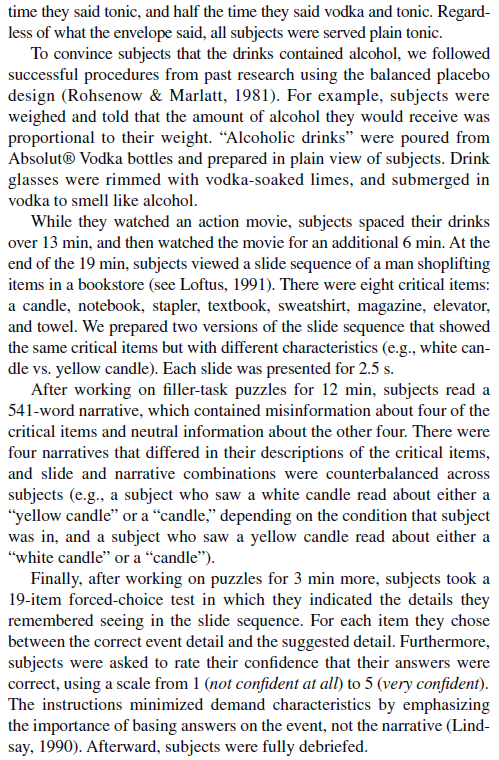 time they said tonic, and half the time they said vodka and tonic. Regard-
less of what the envelope said, all subjects were served plain tonic.
To convince subjects that the drinks contained alcohol, we followed
successful procedures from past research using the balanced placebo
design (Rohsenow & Marlatt, 1981). For example, subjects were
weighed and told that the amount of alcohol they would receive was
proportional to their weight. “Alcoholic drinks” were poured from
Absolut® Vodka bottles and prepared in plain view of subjects. Drink
glasses were rimmed with vodka-soaked limes, and submerged in
vodka to smell like alcohol.
While they watched an action movie, subjects spaced their drinks
over 13 min, and then watched the movie for an additional 6 min. At the
end of the 19 min, subjects viewed a slide sequence of a man shoplifting
items in a bookstore (see Loftus, 1991). There were eight critical items:
a candle, notebook, stapler, textbook, sweatshirt, magazine, elevator,
and towel. We prepared two versions of the slide sequence that showed
the same critical items but with different characteristics (e.g., white can-
dle vs. yellow candle). Each slide was presented for 2.5 s.
After working on filler-task puzzles for 12 min, subjects read a
541-word narrative, which contained misinformation about four of the
critical items and neutral information about the other four. There were
four narratives that differed in their descriptions of the critical items,
and slide and narrative combinations were counterbalanced across
subjects (e.g., a subject who saw a white candle read about either a
“yellow candle” or a “candle,” depending on the condition that subject
was in, and a subject who saw a yellow candle read about either a
“white candle” or a “candle”).
Finally, after working on puzzles for 3 min more, subjects took a
19-item forced-choice test in which they indicated the details they
remembered seeing in the slide sequence. For each item they chose
between the correct event detail and the suggested detail. Furthermore,
subjects were asked to rate their confidence that their answers were
correct, using a scale from 1 (not confident at all) to 5 (very confident).
The instructions minimized demand characteristics by emphasizing
the importance of basing answers on the event, not the narrative (Lind-
say, 1990). Afterward, subjects were fully debriefed.